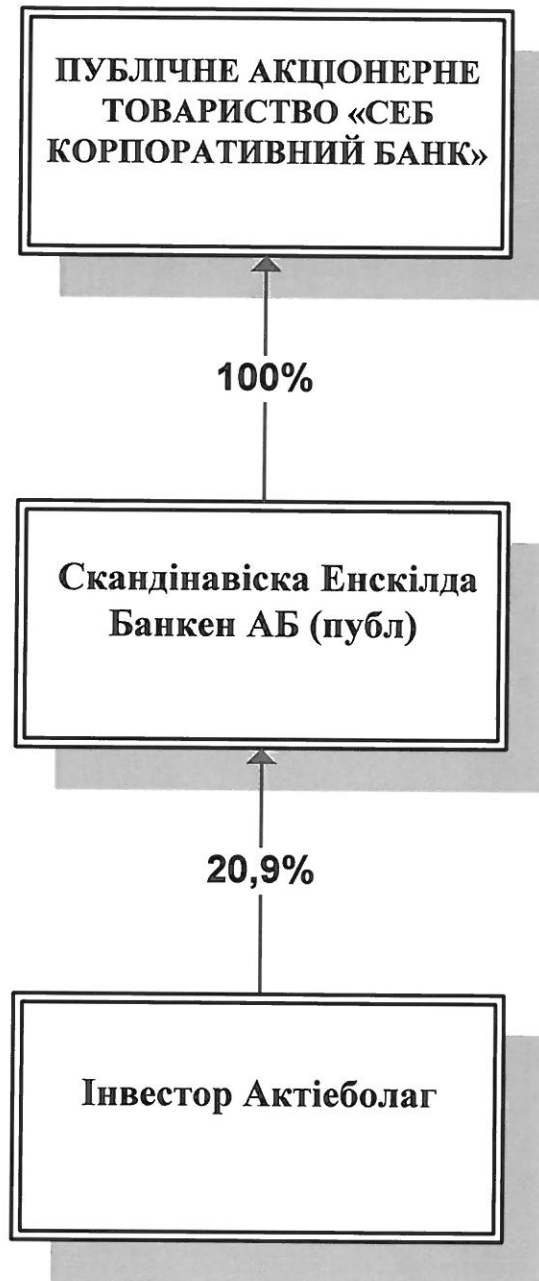 ПУБЛІЧНЕ АКЦІОНЕРНЕ
ТОВАРИСТВО «СЕБ
КОРПОРАТИВНИЙ БАНК»
100%
Скандінавіска Енскілда
Банкен АБ (публ)
20,9%
Інвестор Актіеболаг